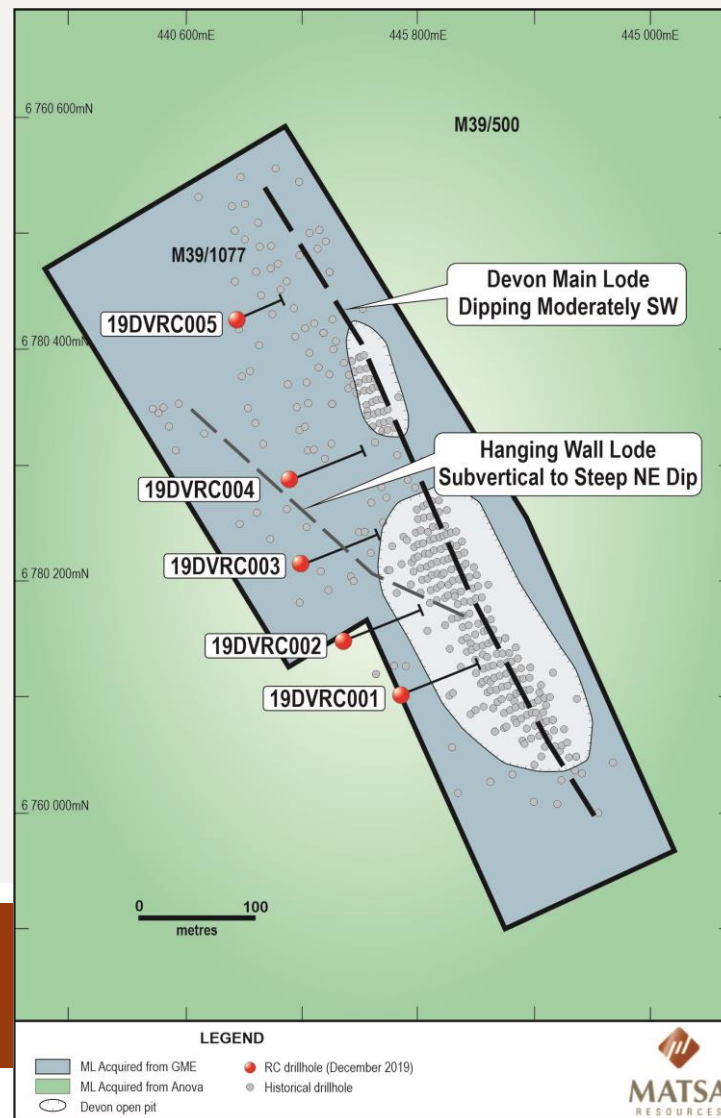 440 600mE
445 800mE
445 000mE
6 760 600mN
M39/500
M39/1077
Devon Main Lode
Dipping Moderately SW
19DVRC005
6 780 400mN
Hanging Wall Lode
Subvertical to Steep NE Dip
19DVRC004
19DVRC003
6 780 200mN
19DVRC002
19DVRC001
6 760 000mN
0 100
metres
LEGEND
ML Acquired from GME
RC drillhole (December 2019)
ML Acquired from Anova
Historical drillhole
Devon open pit
MATSA
RESOURCES